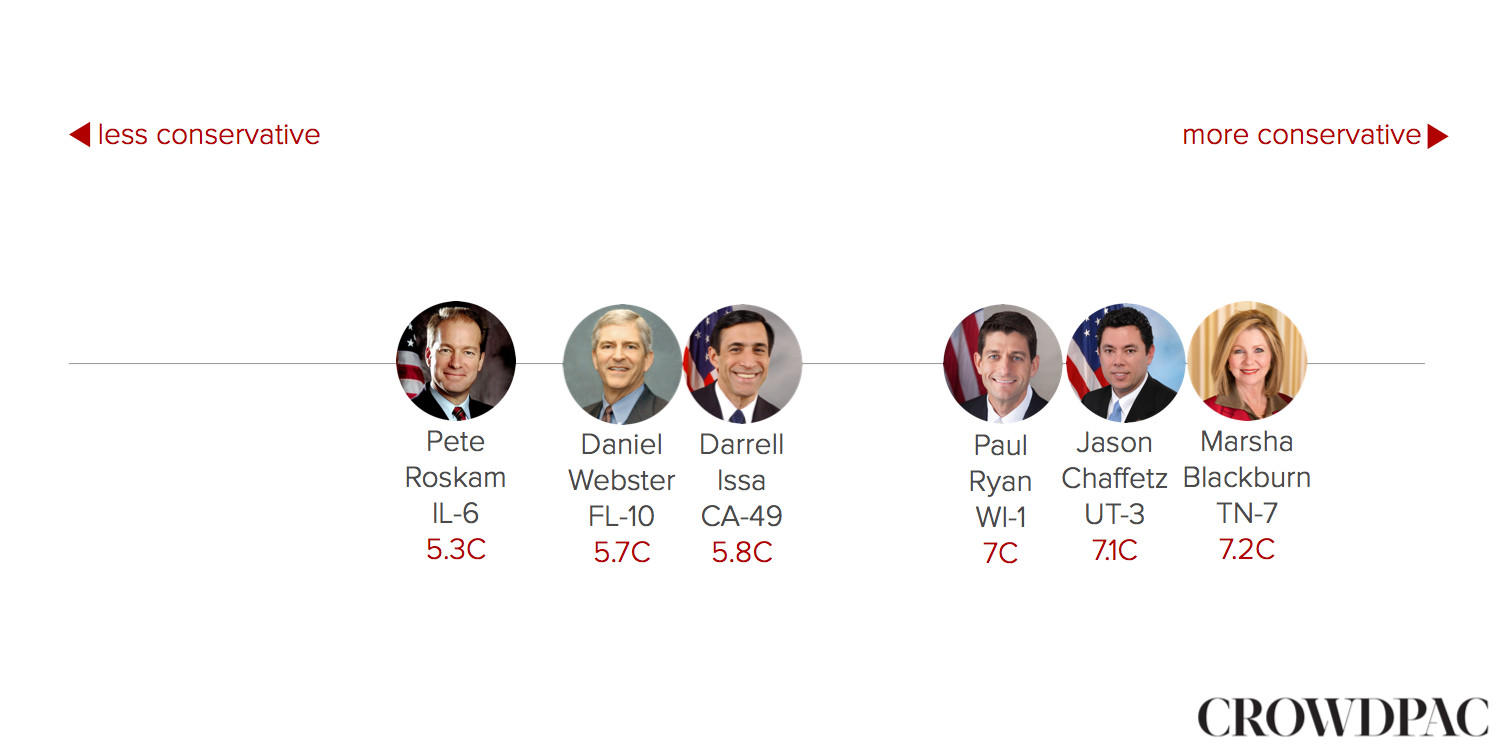 less conservative
more conservative
Pete
Roskam
IL-6
5.3C
Daniel
Webster
FL-10
5.7C
Darrell
Issa
CA-49
5.8C
Paul
Ryan
WI-1
7C
Jason
Chaffetz
UT-3
7.1C
Marsha
Blackburn
TN-7
7.2C
CROWDPAC